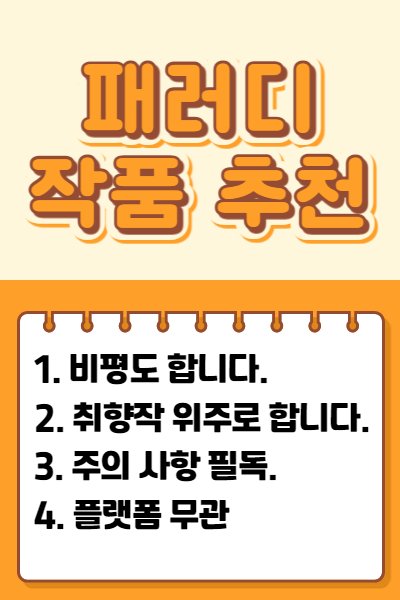 패러디
작품 추천
1. 비평도 합니다.
2. 취향작 위주로 합니다.
3. 주의 사항 필독.
4. 플랫폼 무관